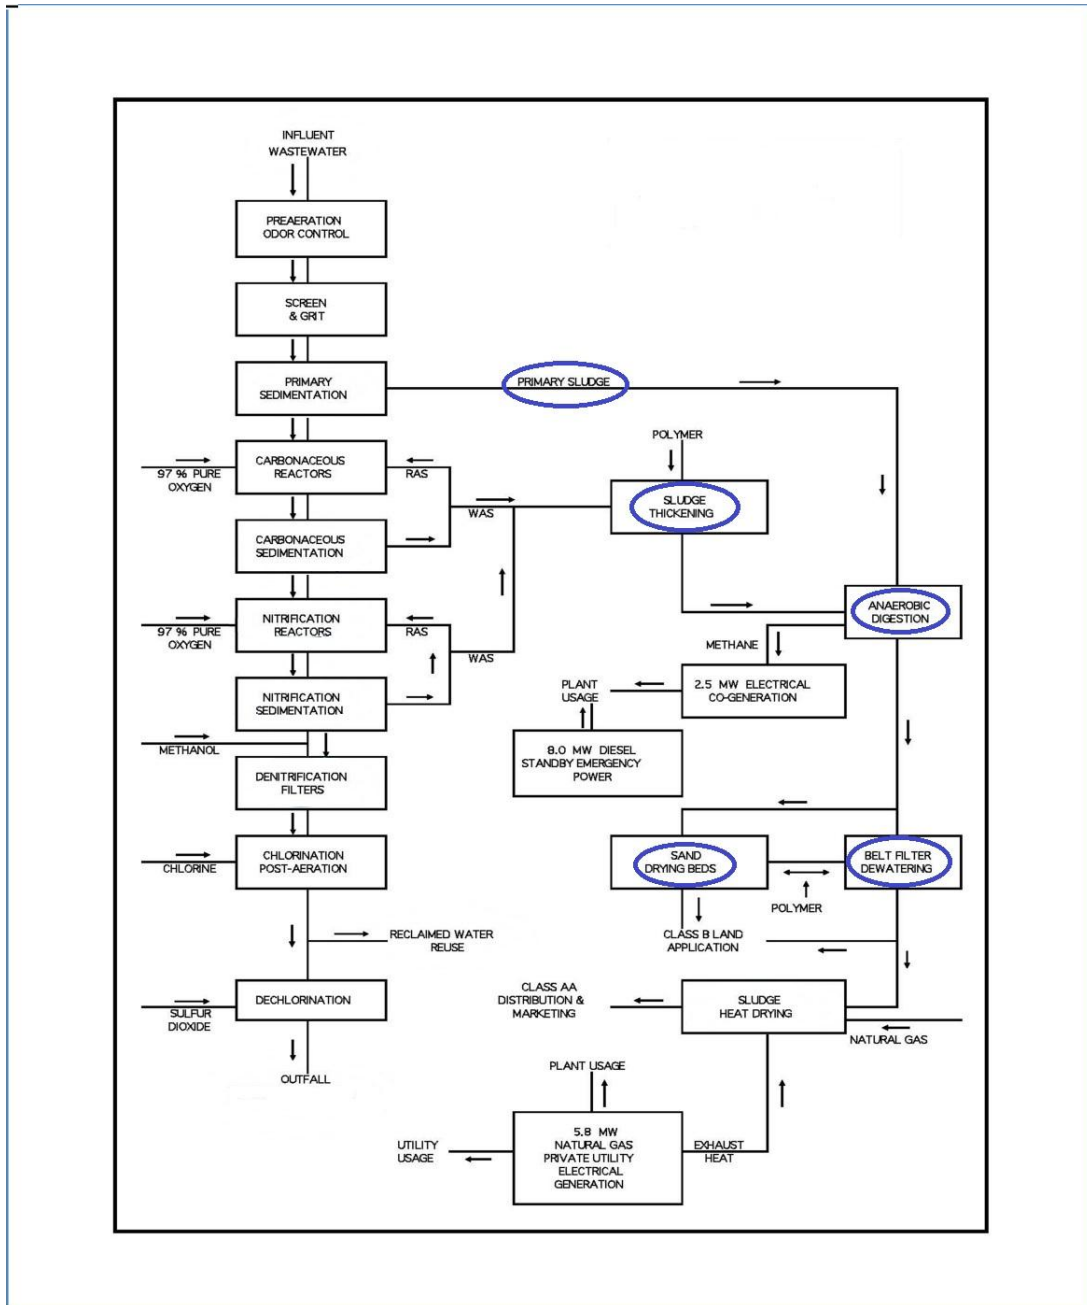 INFLUENT
WASTEWATER
PREAERATION
ODOR CONTROL
SCREEN
& GRIT
PRIMARY
SEDIMENTATION
PRIMARY SLUDGE
POLYMER
97 % PURE
OXYGEN
CARBONACEOUS
REACTORS
RAS
WAS
SLUDGE
THICKENING
CARBONACEOUS
SEDIMENTATION
97 % PURE
OXYGEN
NITRIFICATION
REACTORS
RAS
WAS
ANAEROBIC
DIGESTION
METHANE
NITRIFICATION
SEDIMENTATION
PLANT
USAGE
2.5 MW ELECTRICAL
CO-GENERATION
METHANOL
8.0 MW DIESEL
STANDBY EMERGENCY
POWER
DENITRIFICATION
FILTERS
CHLORINE
CHLORINATION
POST-AERATION
SAND
DRYING BEDS
BELT FILTER
DEWATERING
POLYMER
RECLAIMED WATER
REUSE
CLASS B LAND
APPLICATION
SULFUR
DIOXIDE
DECHLORINATION
CLASS AA
DISTRIBUTION &
MARKETING
SLUDGE
HEAT DRYING
NATURAL GAS
OUTFALL
PLANT USAGE
UTILITY
USAGE
5.8 MW
NATURAL GAS
PRIVATE UTILITY
ELECTRICAL
GENERATION
EXHAUST
HEAT